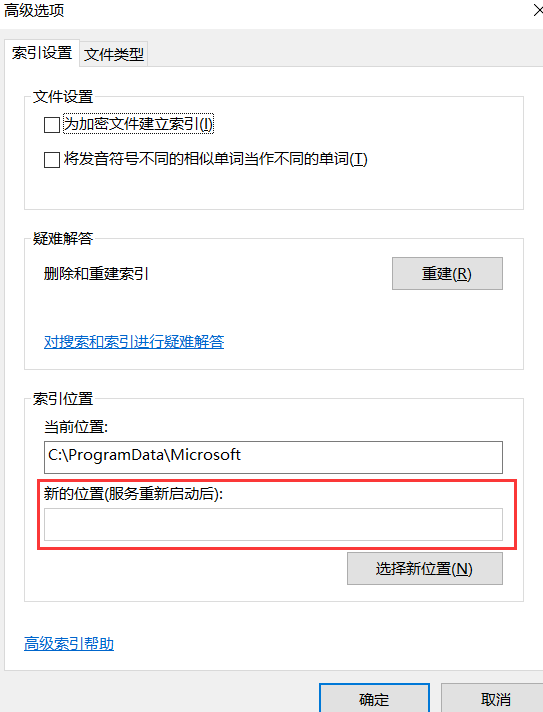 高级选项
索引设置 文件类型
文件设置
为加密文件建立索引(I)
将发音符号不同的相似单词当作不同的单词(T)
疑难解答
删除和重建索引 重建(R)
对搜索和索引进行疑难解答
索引位置
当前位置:
C:\ProgramData\Microsoft
新的位置(服务重新启动后):
选择新位置(N)
高级索引帮助
确定 取消